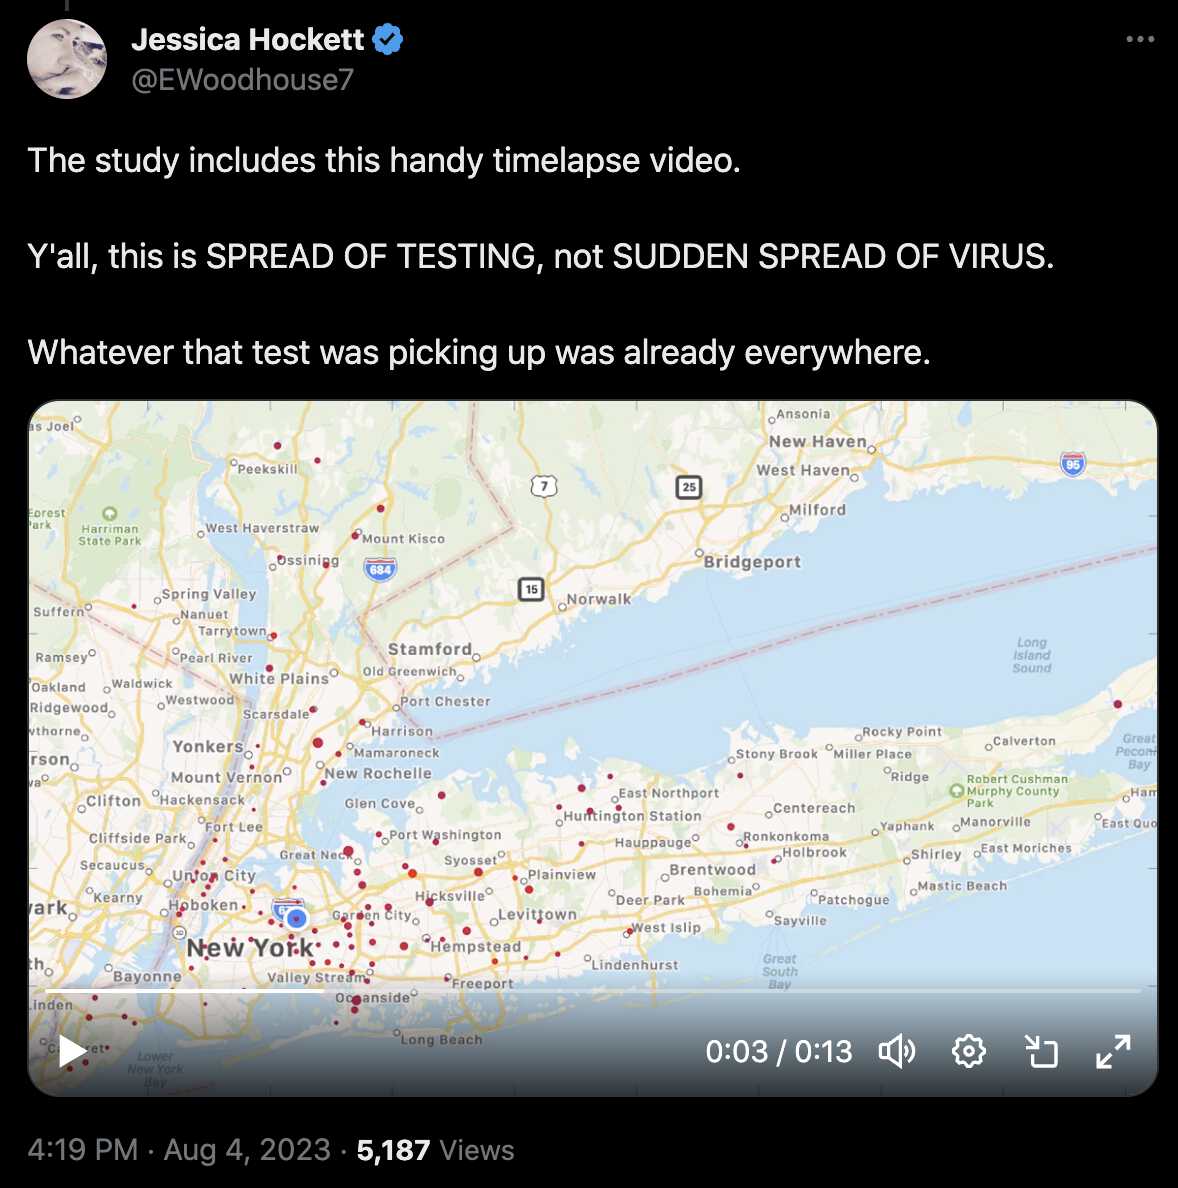 Jessica Hockett
@EWoodhouse7
The study includes this handy timelapse video.
Y'all, this is SPREAD OF TESTING, not SUDDEN SPREAD OF VIRUS.
Whatever that test was picking up was already everywhere.
as Joel
Ansonia
New Haven
Peekskill
West Haven
95
7
25
Forest
Park
Harriman
State Park
West Haverstraw
Mount Kisco
Milford
Ossining
684
Bridgeport
15
Spring Valley
Norwalk
Suffern
Nanuet
Tarrytown
Long
Island
Sound
Ramsey
Pearl River
Stamford
White Plains
Old Greenwich
Oakland
Waldwick
Westwood
Port Chester
Ridgewood
Scarsdale
wthorne
Harrison
Rocky Point
Great
Peconi
Bay
Yonkers
Mamaroneck
Stony Brook
Miller Place
Calverton
rson
Mount Vernon
New Rochelle
Ridge
Robert Cushman
Murphy County
Park
Clifton
Hackensack
Glen Cove
East Northport
Ham
Fort Lee
Huntington Station
Centereach
Cliffside Park
Port Washington
Hauppauge
Ronkonkoma
Yaphank
Manorville
East Quo
Great Neck
Syosset
Holbrook
Shirley
East Moriches
Secaucus
Union City
Plainview
Brentwood
Kearny
Hicksville
Bohemia
Mastic Beach
ark
Hoboken
Garden City
Levittown
Deer Park
Patchogue
New York
Hempstead
West Islip
Sayville
th
Bayonne
Valley Stream
Freeport
Lindenhurst
Great
South
Bay
Linden
Oceanside
Long Beach
Lower
New York
Bay
0:03 / 0:13
4:19 PM · Aug 4, 2023 · 5,187 Views